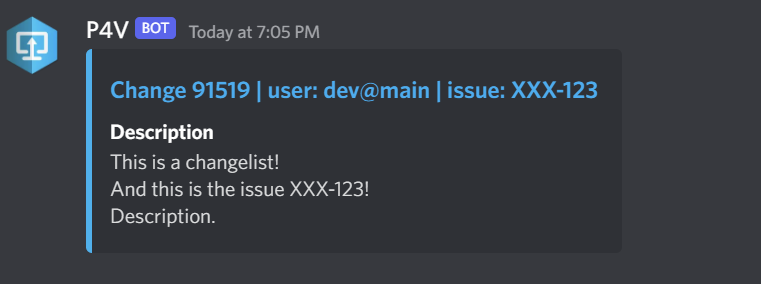 P4V BOT Today at 7:05 PM
Change 91519 | user: dev@main | issue: XXX-123
Description
This is a changelist!
And this is the issue XXX-123!
Description.